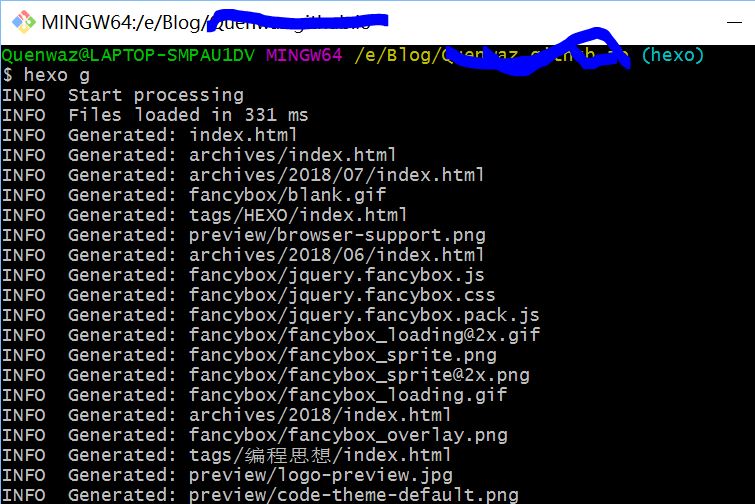 MINGW64:/e/Blog/
Quenwaz@LAPTOP-SMPAU1DV MINGW64 /e/Blog/ (hexo)
$ hexo g
INFO  Start processing
INFO  Files loaded in 331 ms
INFO  Generated: index.html
INFO  Generated: archives/index.html
INFO  Generated: archives/2018/07/index.html
INFO  Generated: fancybox/blank.gif
INFO  Generated: tags/HEXO/index.html
INFO  Generated: preview/browser-support.png
INFO  Generated: archives/2018/06/index.html
INFO  Generated: fancybox/jquery.fancybox.js
INFO  Generated: fancybox/jquery.fancybox.css
INFO  Generated: fancybox/jquery.fancybox.pack.js
INFO  Generated: fancybox/fancybox_loading@2x.gif
INFO  Generated: fancybox/fancybox_sprite.png
INFO  Generated: fancybox/fancybox_sprite@2x.png
INFO  Generated: fancybox/fancybox_loading.gif
INFO  Generated: archives/2018/index.html
INFO  Generated: fancybox/fancybox_overlay.png
INFO  Generated: tags/编程思想/index.html
INFO  Generated: preview/logo-preview.jpg
INFO  Generated: preview/code-theme-default.png